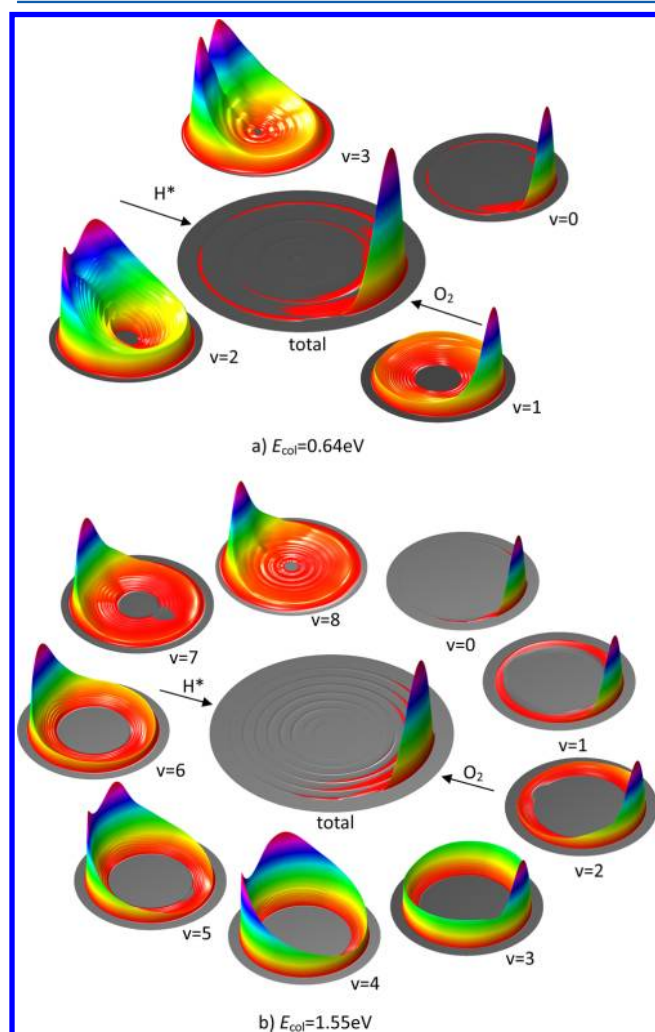 v=3
v=0
H*
O2
total
v=2
v=1
a) Ecol=0.64eV
v=8
v=7
v=0
H*
v=6
v=1
O2
total
v=2
v=5
v=3
v=4
b) Ecol=1.55eV